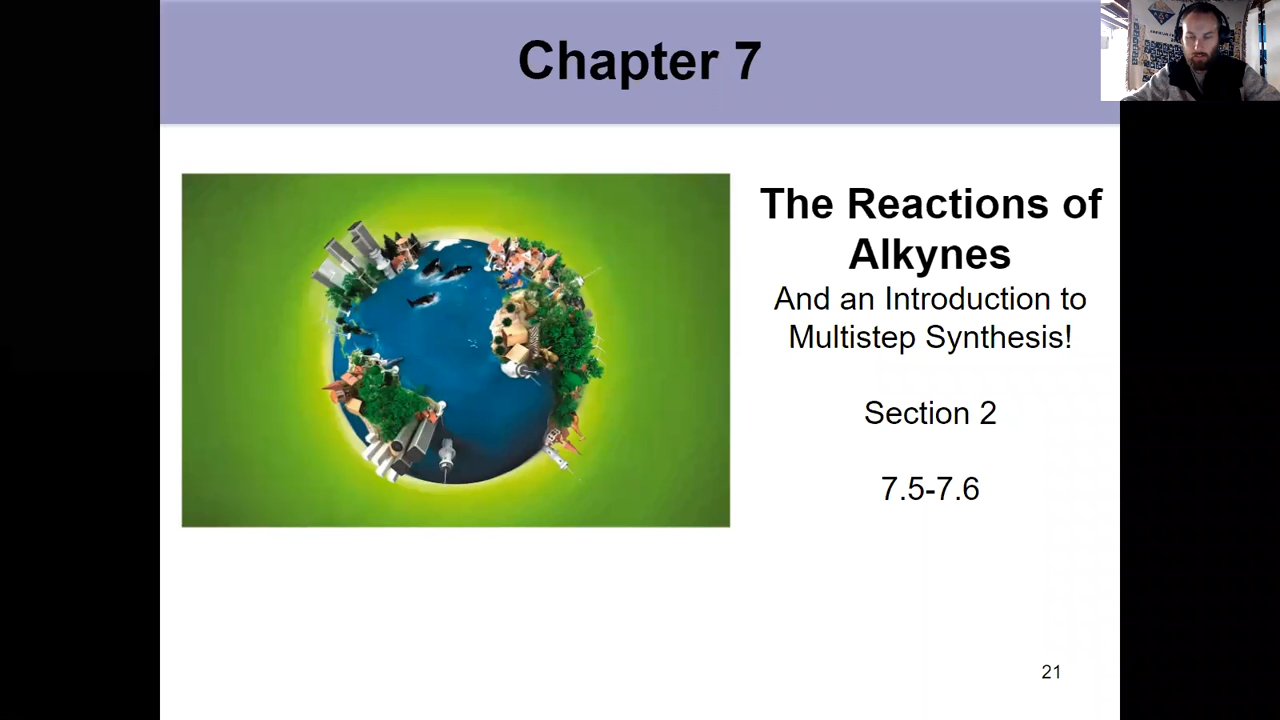 Chapter 7
The Reactions of
Alkynes
And an Introduction to
Multistep Synthesis!
Section 2
7.5-7.6
21